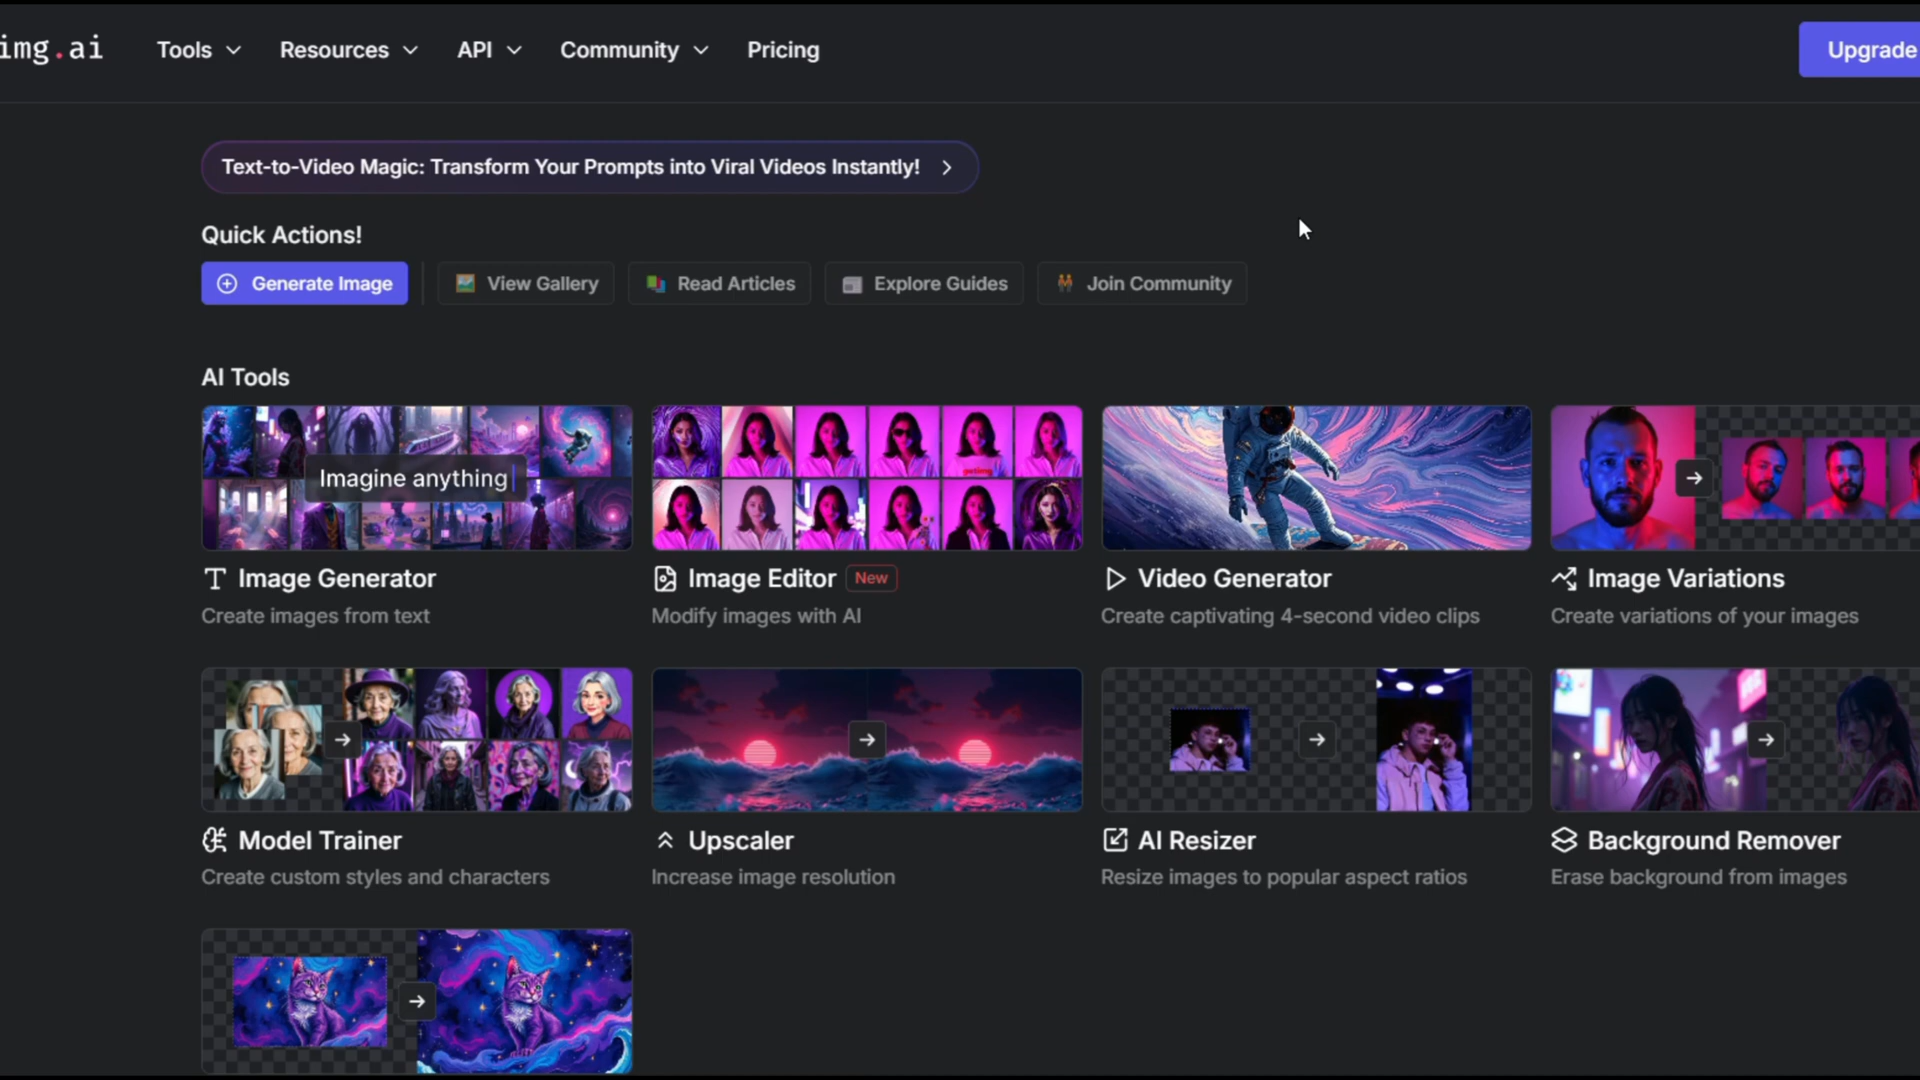 img.ai
Tools
Resources
API
Community
Pricing
Upgrade
Text-to-Video Magic: Transform Your Prompts into Viral Videos Instantly!
Quick Actions!
Generate Image
View Gallery
Read Articles
Explore Guides
Join Community
AI Tools
Imagine anything
Image Generator
Create images from text
Image Editor New
Modify images with AI
Video Generator
Create captivating 4-second video clips
Image Variations
Create variations of your images
Model Trainer
Create custom styles and characters
Upscaler
Increase image resolution
AI Resizer
Resize images to popular aspect ratios
Background Remover
Erase background from images